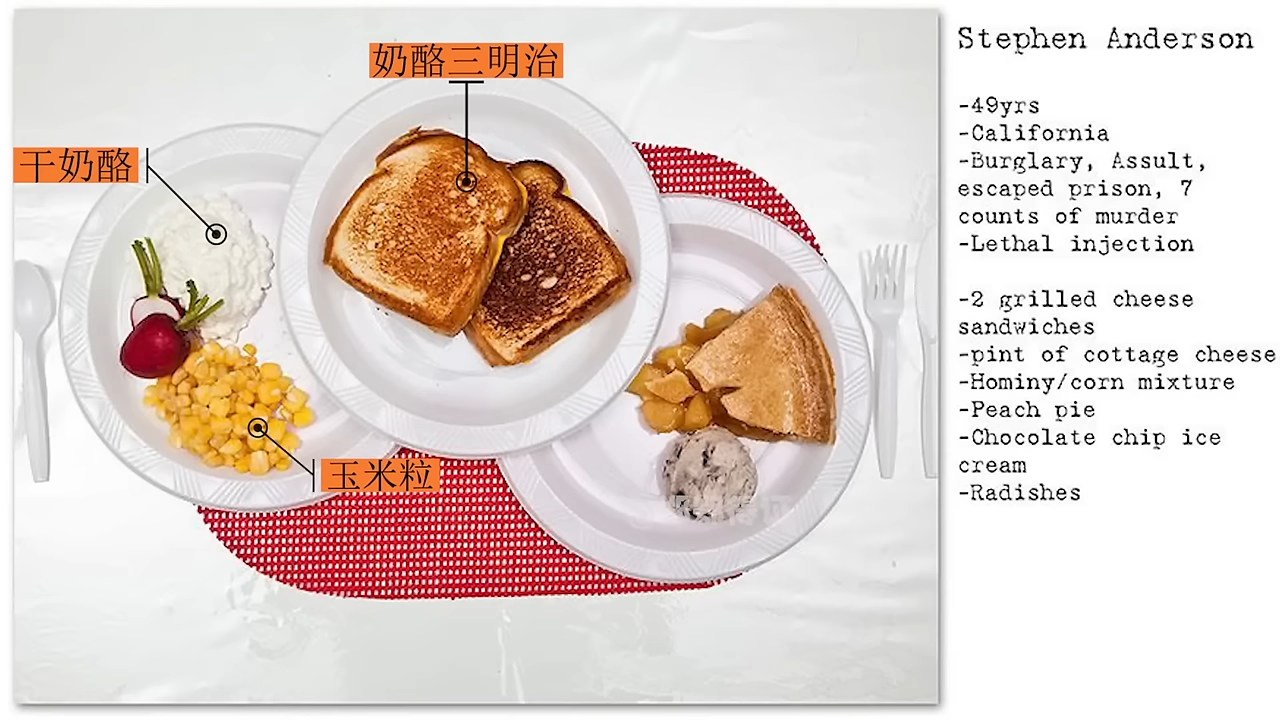 奶酪三明治
干奶酪
玉米粒
Stephen Anderson
-49yrs
-California
-Burglary, Assult,
escaped prison, 7
counts of murder
-Lethal injection
-2 grilled cheese
sandwiches
-pint of cottage cheese
-Hominy/corn mixture
-Peach pie
-Chocolate chip ice
cream
-Radishes